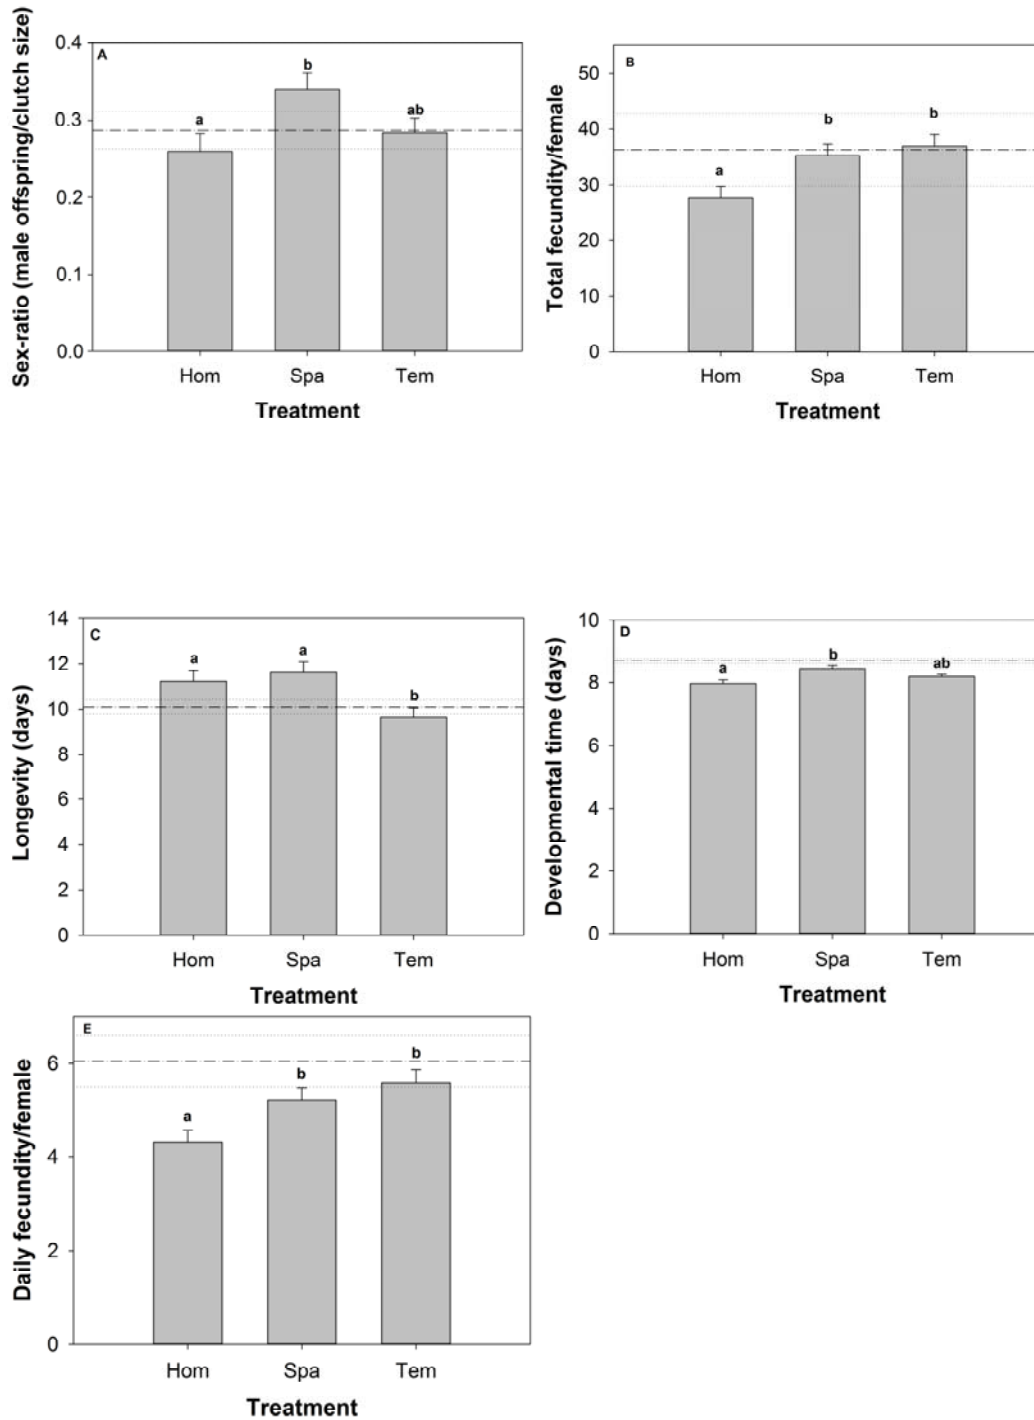 A
Sex-ratio (male offspring/clutch size)
0.4
0.3
0.2
0.1
0.0
a
b
ab
Hom Spa Tem
Treatment
B
Total fecundity/female
50
40
30
20
10
0
a
b
b
Hom Spa Tem
Treatment
C
Longevity (days)
14
12
10
8
6
4
2
0
a
a
b
Hom Spa Tem
Treatment
D
Developmental time (days)
10
8
6
4
2
0
a
b
ab
Hom Spa Tem
Treatment
E
Daily fecundity/female
6
4
2
0
a
b
b
Hom Spa Tem
Treatment